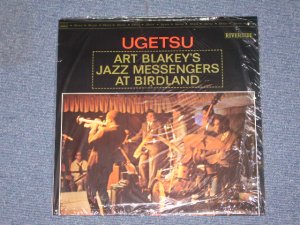 RIVERSIDE
UGETSU
ART BLAKEY'S
JAZZ MESSENGERS
AT BIRDLAND